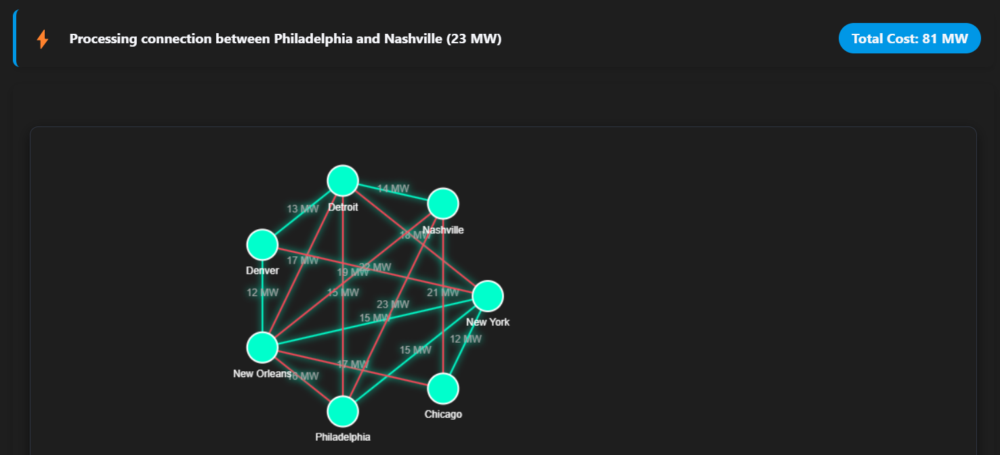 Processing connection between Philadelphia and Nashville (23 MW)
Total Cost: 81 MW
14 MW
13 MW
Detroit
Nashville
18 MW
17 MW
Denver
22 MW
19 MW
12 MW
15 MW
21 MW
23 MW
15 MW
New York
12 MW
15 MW
17 MW
New Orleans
16 MW
Chicago
Philadelphia